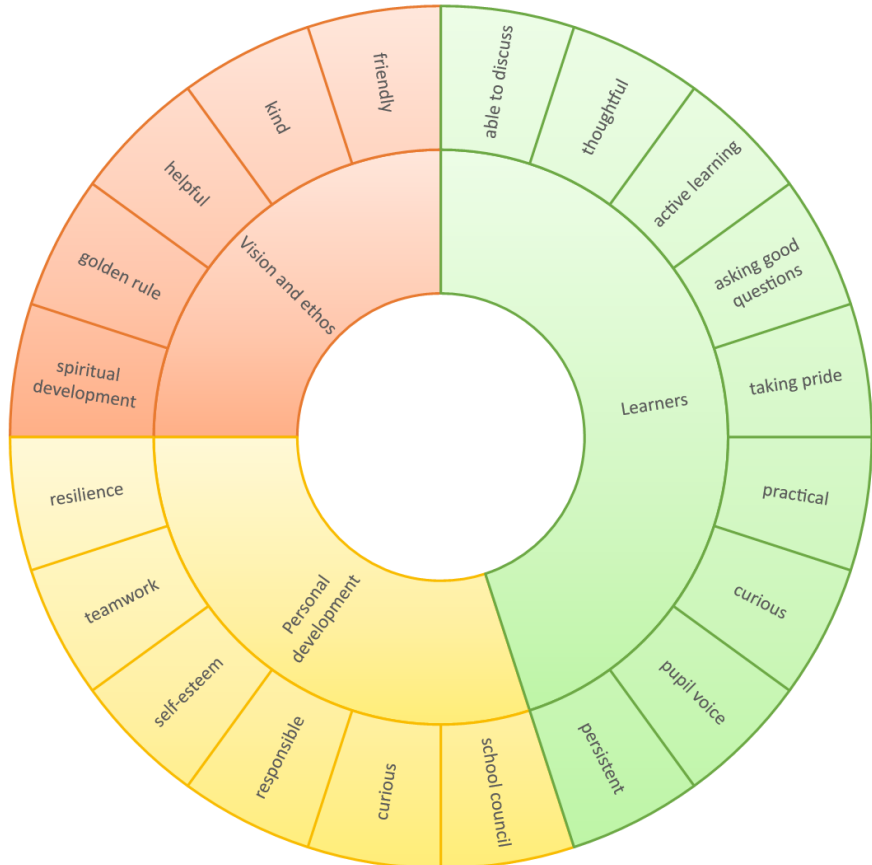 able to discuss
thoughtful
active learning
asking good
questions
taking pride
practical
curious
pupil voice
persistent
Learners
school council
curious
responsible
self-esteem
teamwork
resilience
Personal
development
spiritual
development
golden rule
helpful
kind
friendly
Vision and ethos